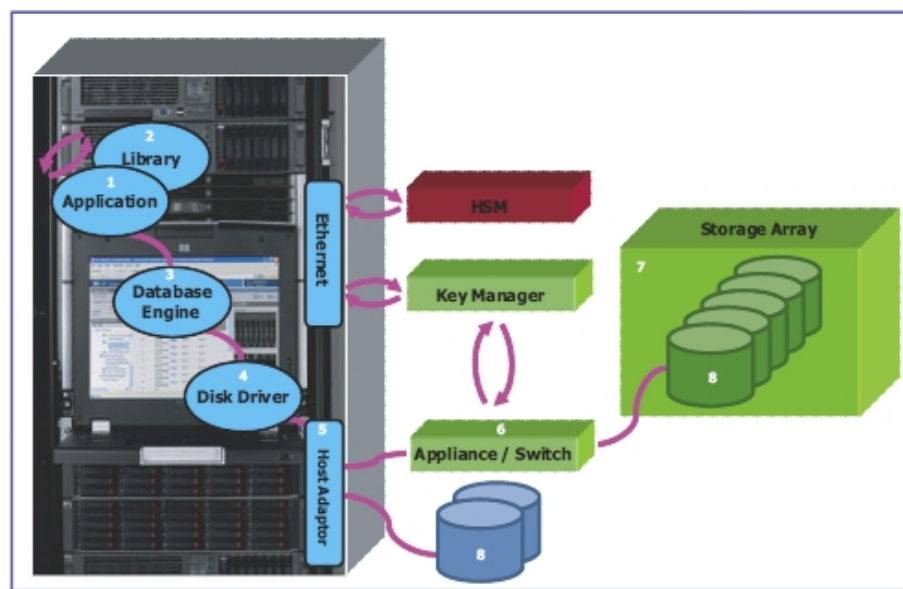 2
Library
1
Application
3
Database
Engine
4
Disk Driver
Ethernet
5
Host Adaptor
HSM
Key Manager
6
Appliance / Switch
8
Storage Array
7
8